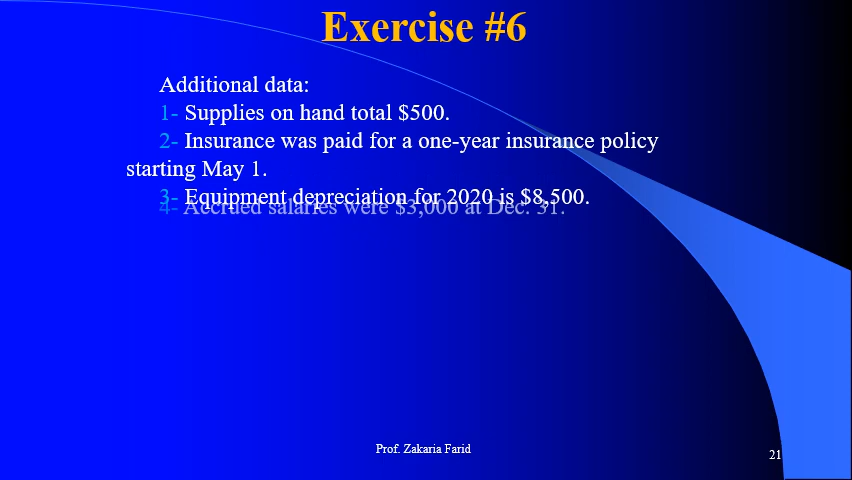 Exercise #6
Additional data:
1- Supplies on hand total $500.
2- Insurance was paid for a one-year insurance policy
starting May 1.
3- Equipment depreciation for 2020 is $8,500.
4- Accrued salaries were $3,000 at Dec. 31.
Prof. Zakaria Farid
21